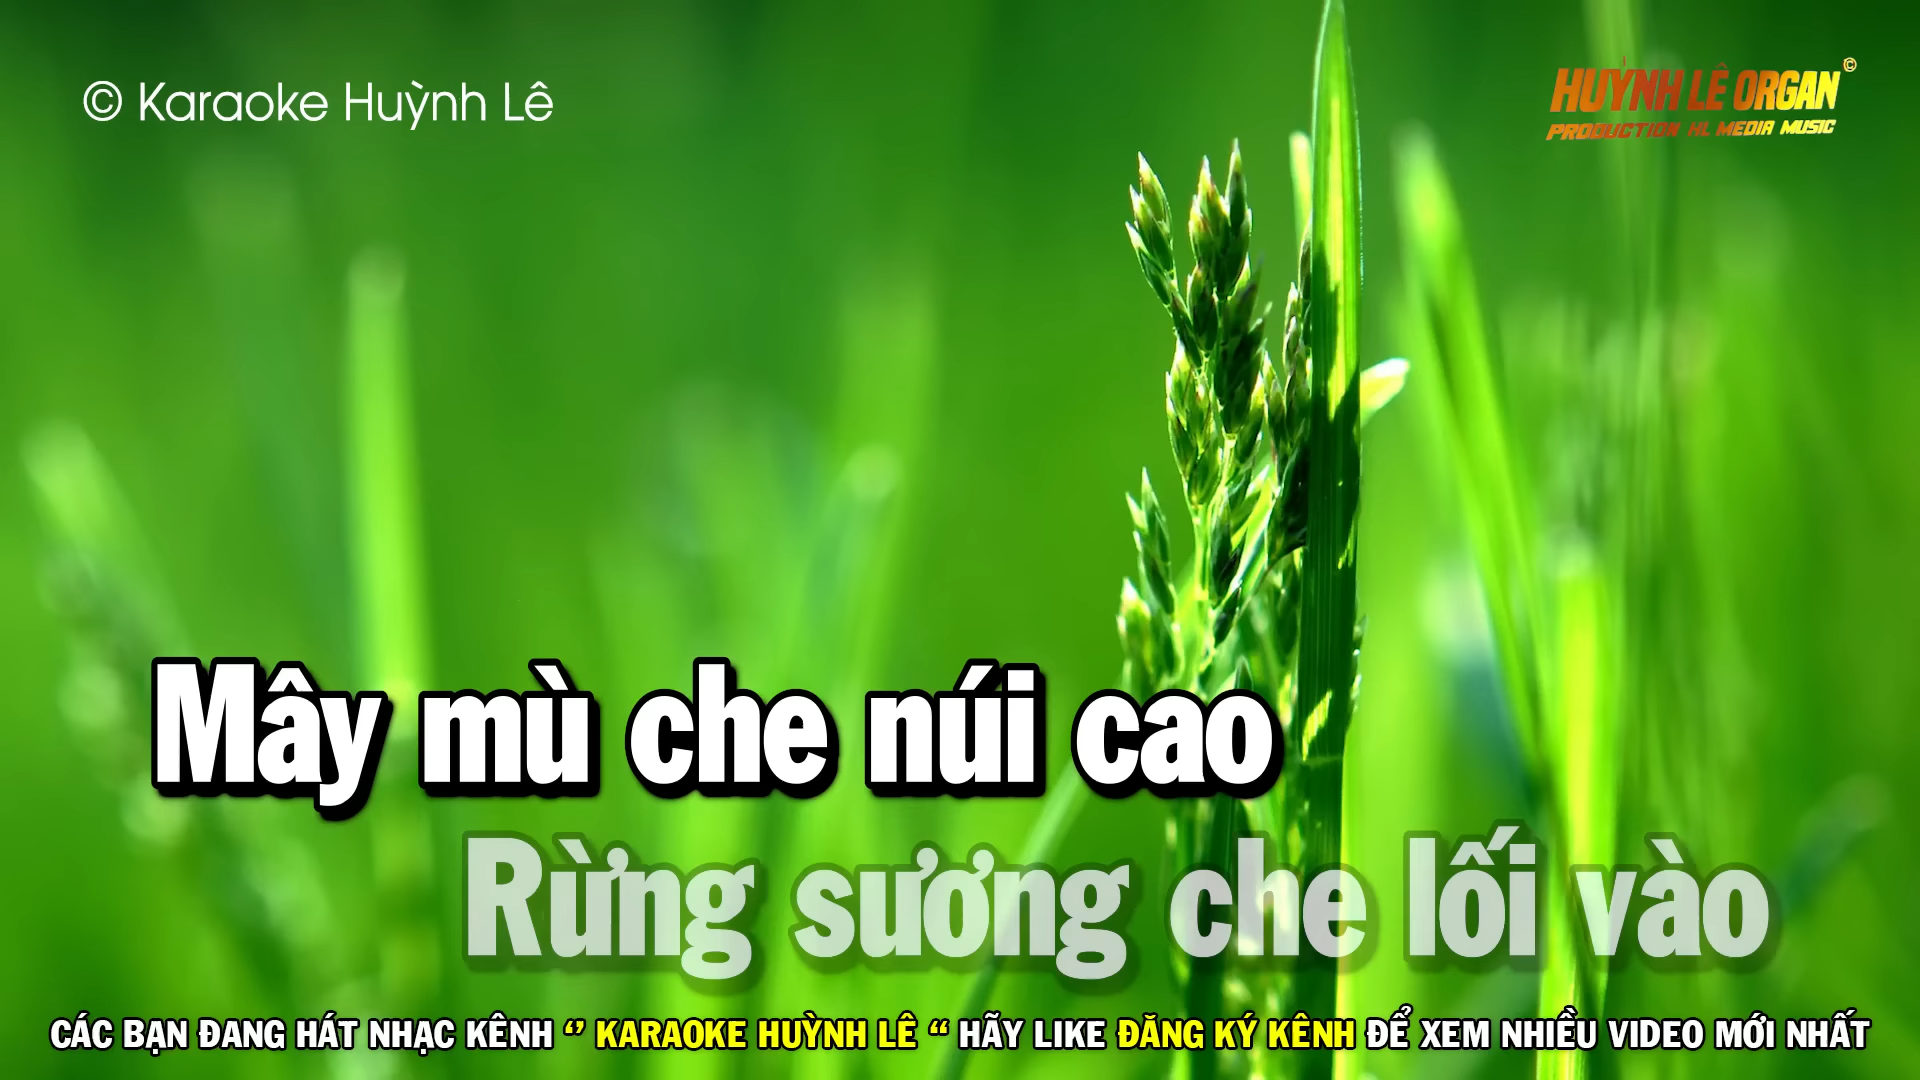 © Karaoke Huỳnh Lê
HUỲNH LÊ ORGAN ©
PRODUCTION HL MEDIA MUSIC
Mây mù che núi cao
Rừng sương che lối vào
CÁC BẠN ĐANG HÁT NHẠC KÊNH ‘’ KARAOKE HUỲNH LÊ “ HÃY LIKE ĐĂNG KÝ KÊNH ĐỂ XEM NHIỀU VIDEO MỚI NHẤT